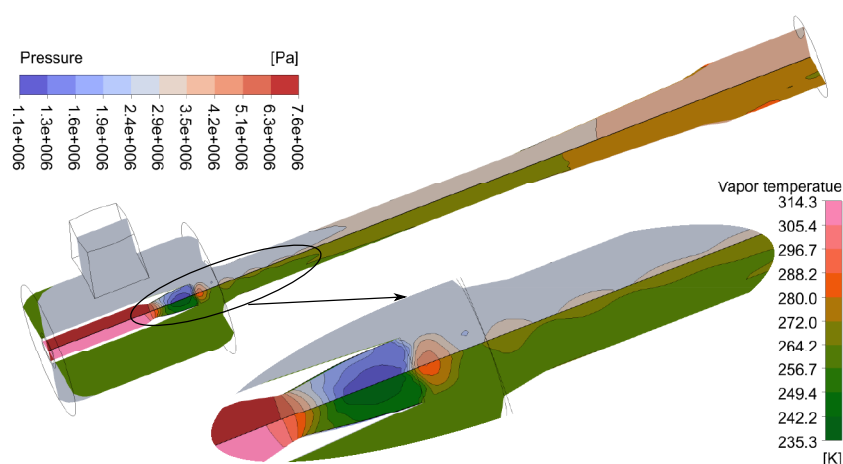 Pressure [Pa]
1.1e+006
1.3e+006
1.6e+006
1.9e+006
2.4e+006
2.9e+006
3.5e+006
4.2e+006
5.1e+006
6.3e+006
7.6e+006
Vapor temperatue
314.3
305.4
296.7
288.2
280.0
272.0
264.2
256.7
249.4
242.2
235.3
[K]